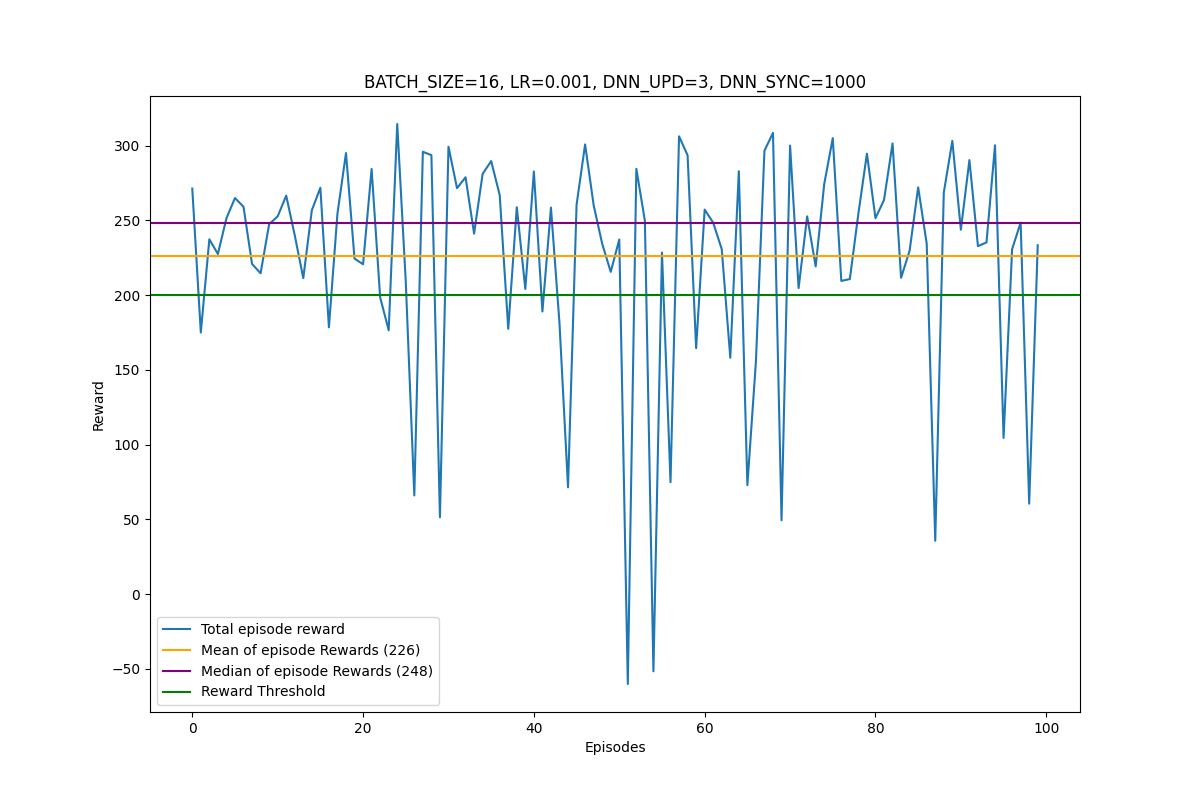 BATCH_SIZE=16, LR=0.001, DNN_UPD=3, DNN_SYNC=1000
300
250
200
150
100
50
0
−50
Reward
Total episode reward
Mean of episode Rewards (226)
Median of episode Rewards (248)
Reward Threshold
0 20 40 60 80 100
Episodes